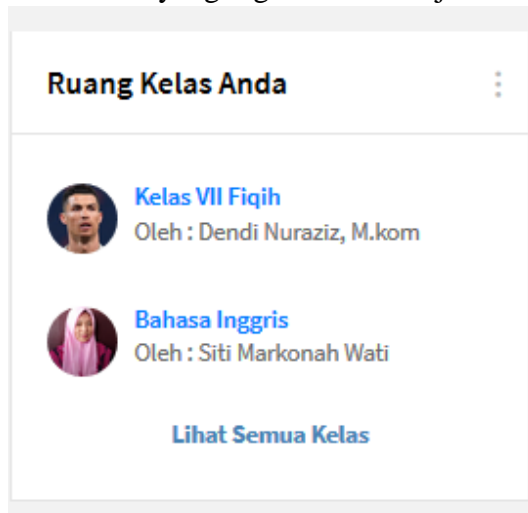 Ruang Kelas Anda
Kelas VII Fiqih
Oleh : Dendi Nuraziz, M.kom
Bahasa Inggris
Oleh : Siti Markonah Wati
Lihat Semua Kelas